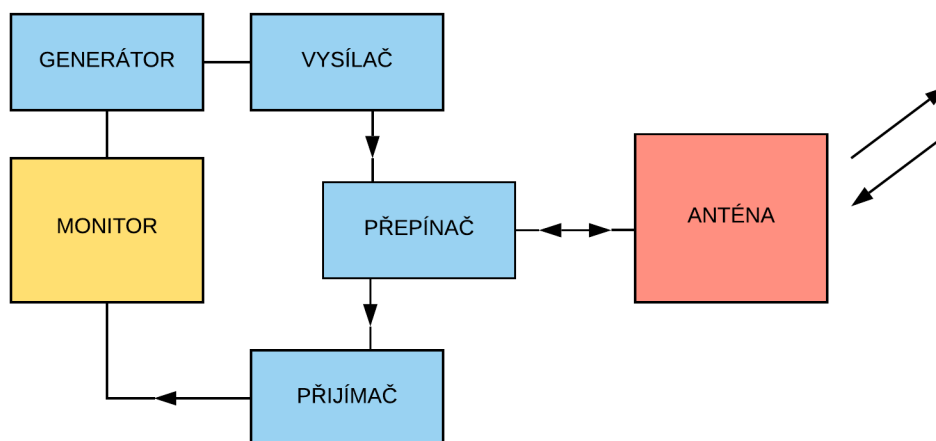 GENERÁTOR
VYSÍLAČ
MONITOR
PŘEPÍNAČ
ANTÉNA
PŘIJÍMAČ